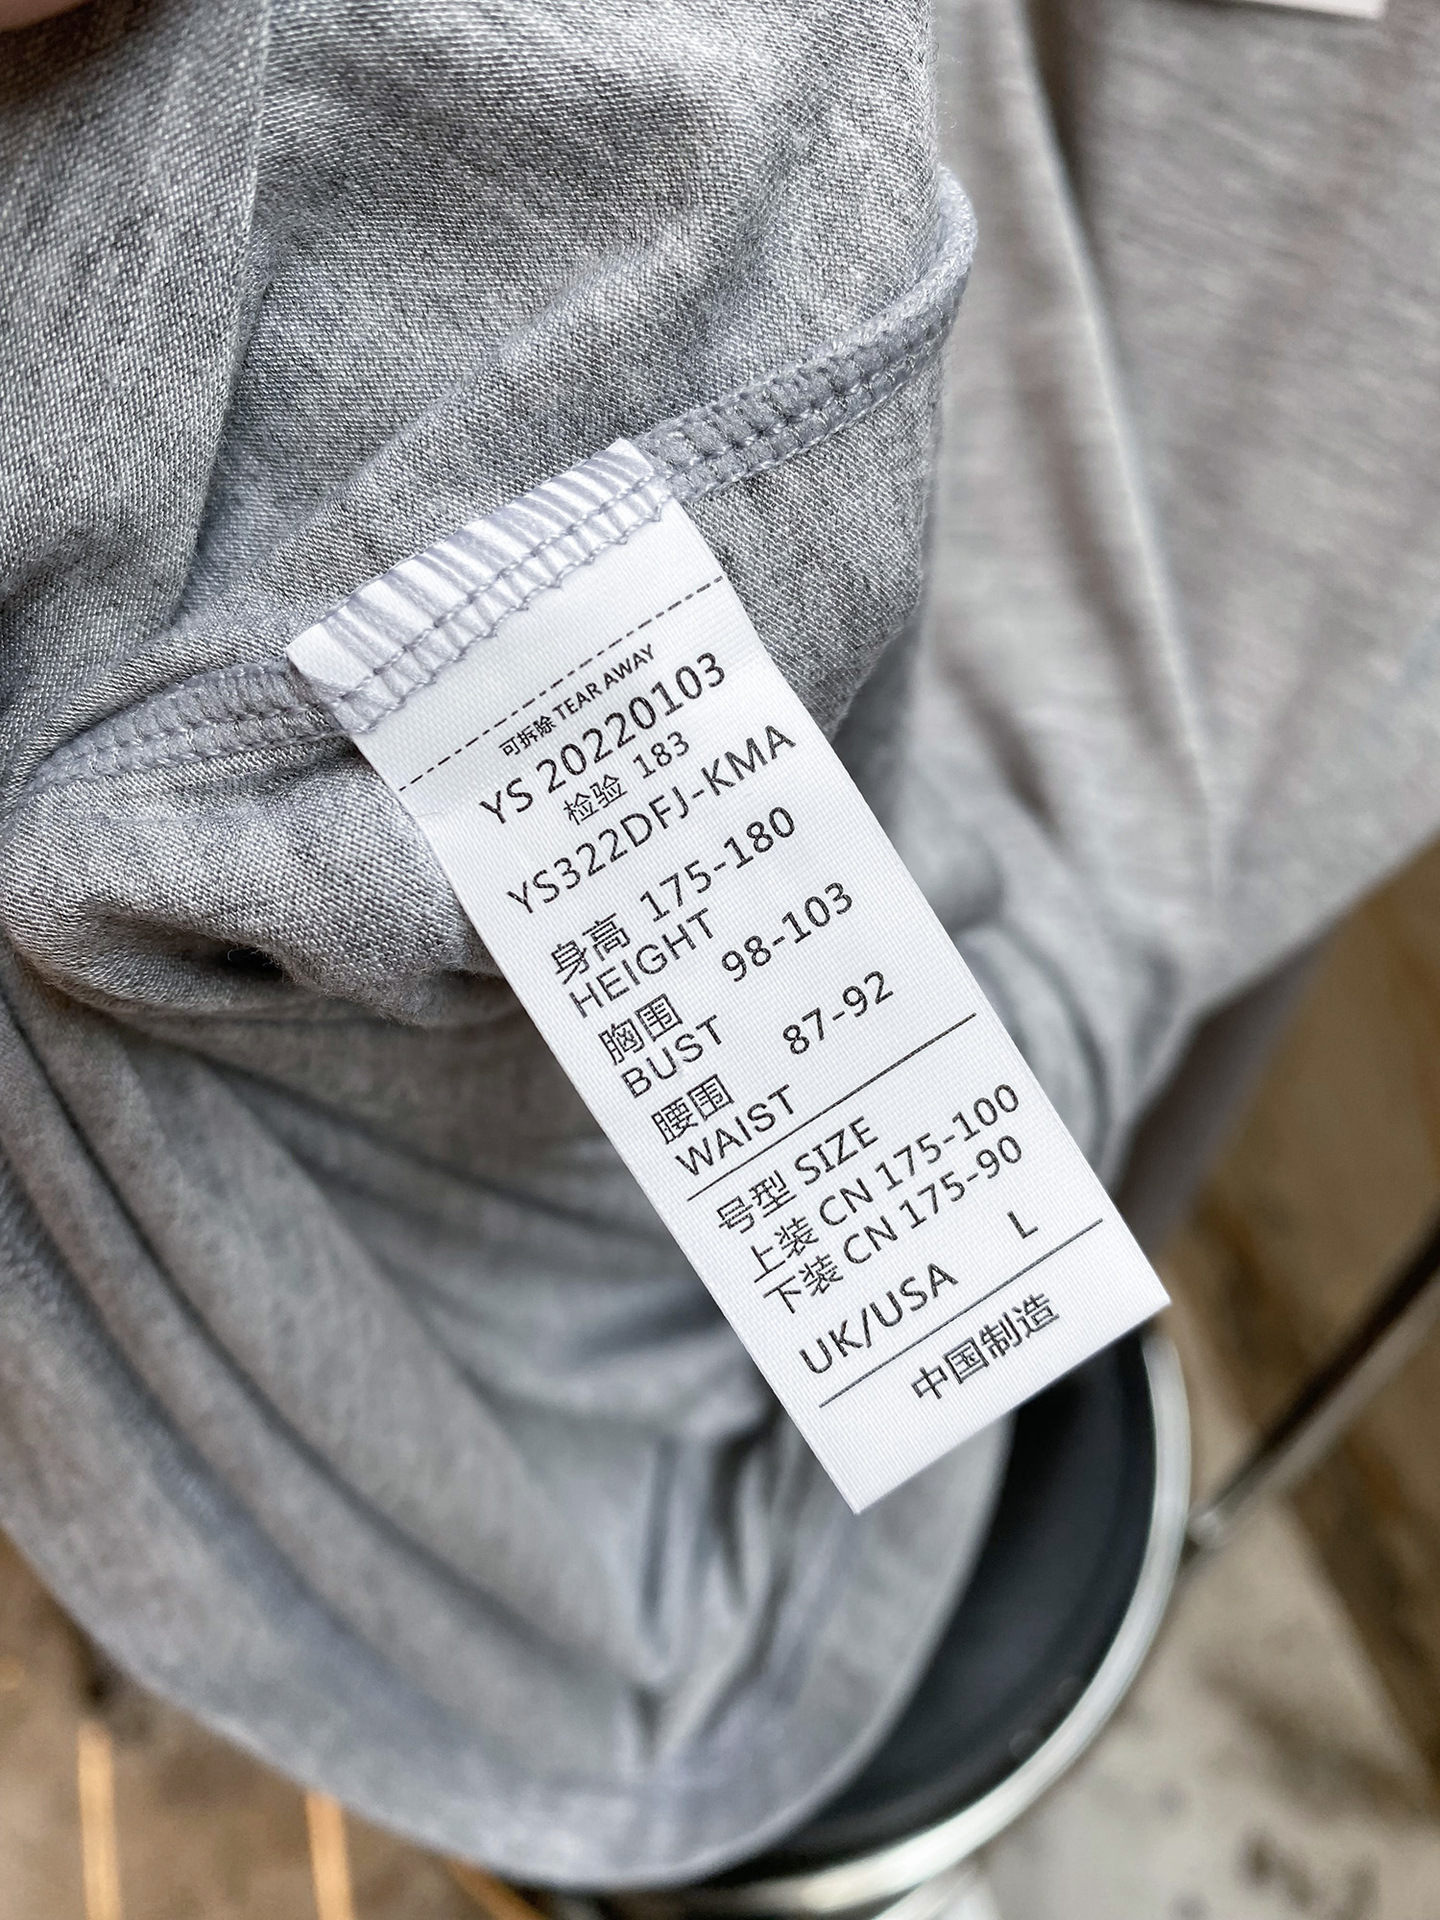 可拆除 TEAR AWAY
YS 20220103
检验 183
YS322DFJ-KMA
身高 175-180
HEIGHT
胸围 98-103
BUST
腰围 87-92
WAIST
号型 SIZE
上装 CN 175-100
下装 CN 175-90
UK/USA L
中国制造